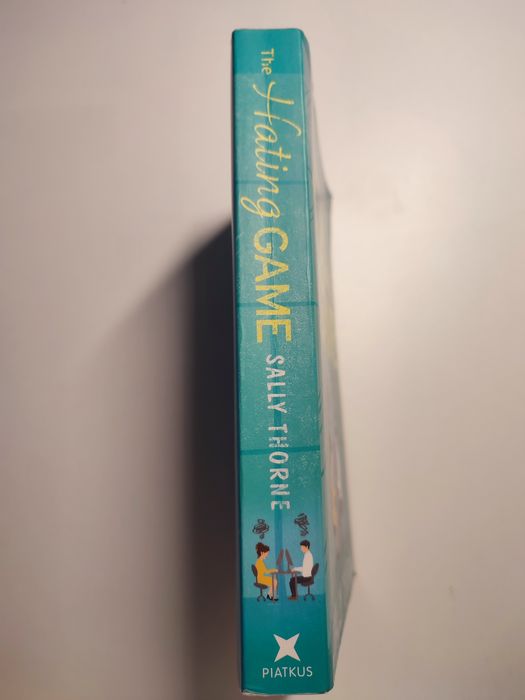 The Hating GAME SALLY THORNE
PIATKUS